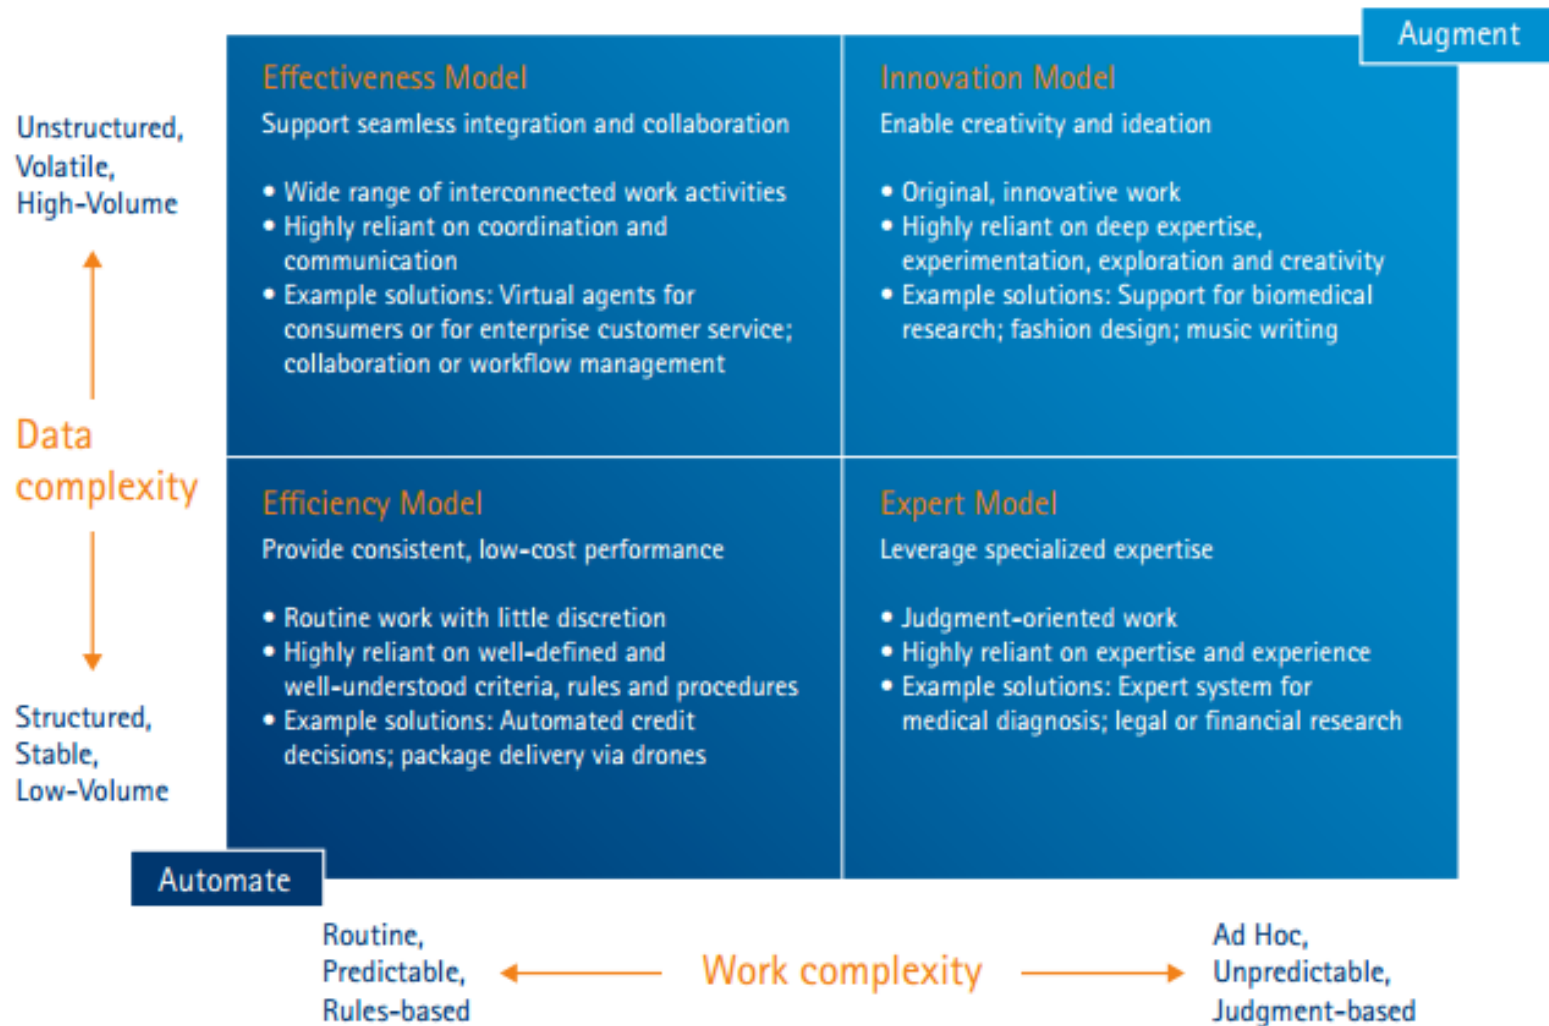 Augment
Effectiveness Model
Support seamless integration and collaboration
• Wide range of interconnected work activities
• Highly reliant on coordination and
communication
• Example solutions: Virtual agents for
consumers or for enterprise customer service;
collaboration or workflow management
Innovation Model
Enable creativity and ideation
• Original, innovative work
• Highly reliant on deep expertise,
experimentation, exploration and creativity
• Example solutions: Support for biomedical
research; fashion design; music writing
Unstructured,
Volatile,
High-Volume
Data
complexity
Structured,
Stable,
Low-Volume
Efficiency Model
Provide consistent, low-cost performance
• Routine work with little discretion
• Highly reliant on well-defined and
well-understood criteria, rules and procedures
• Example solutions: Automated credit
decisions; package delivery via drones
Expert Model
Leverage specialized expertise
• Judgment-oriented work
• Highly reliant on expertise and experience
• Example solutions: Expert system for
medical diagnosis; legal or financial research
Automate
Routine,
Predictable,
Rules-based
Work complexity
Ad Hoc,
Unpredictable,
Judgment-based